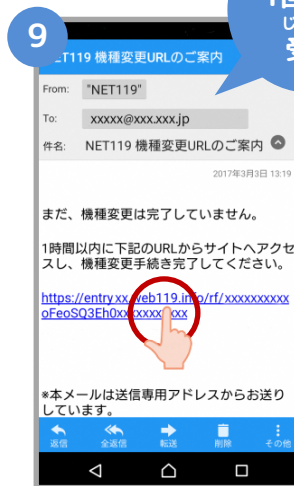 9
ET119 機種変更URLのご案内
From: "NET119"
To: xxxxx@xxx.xxx.jp
件名: NET119 機種変更URLのご案内
2017年3月3日 13:19
まだ、機種変更は完了していません。
1時間以内に下記のURLからサイトへアクセ
スし、機種変更手続き完了してください。
https://entry.xx.web119.info/rf/xxxxxxxxxx
oFeoSQ3Eh0xxxxxxxxxx
*本メールは送信専用アドレスからお送り
しています。
返信 全返信 転送 削除 その他